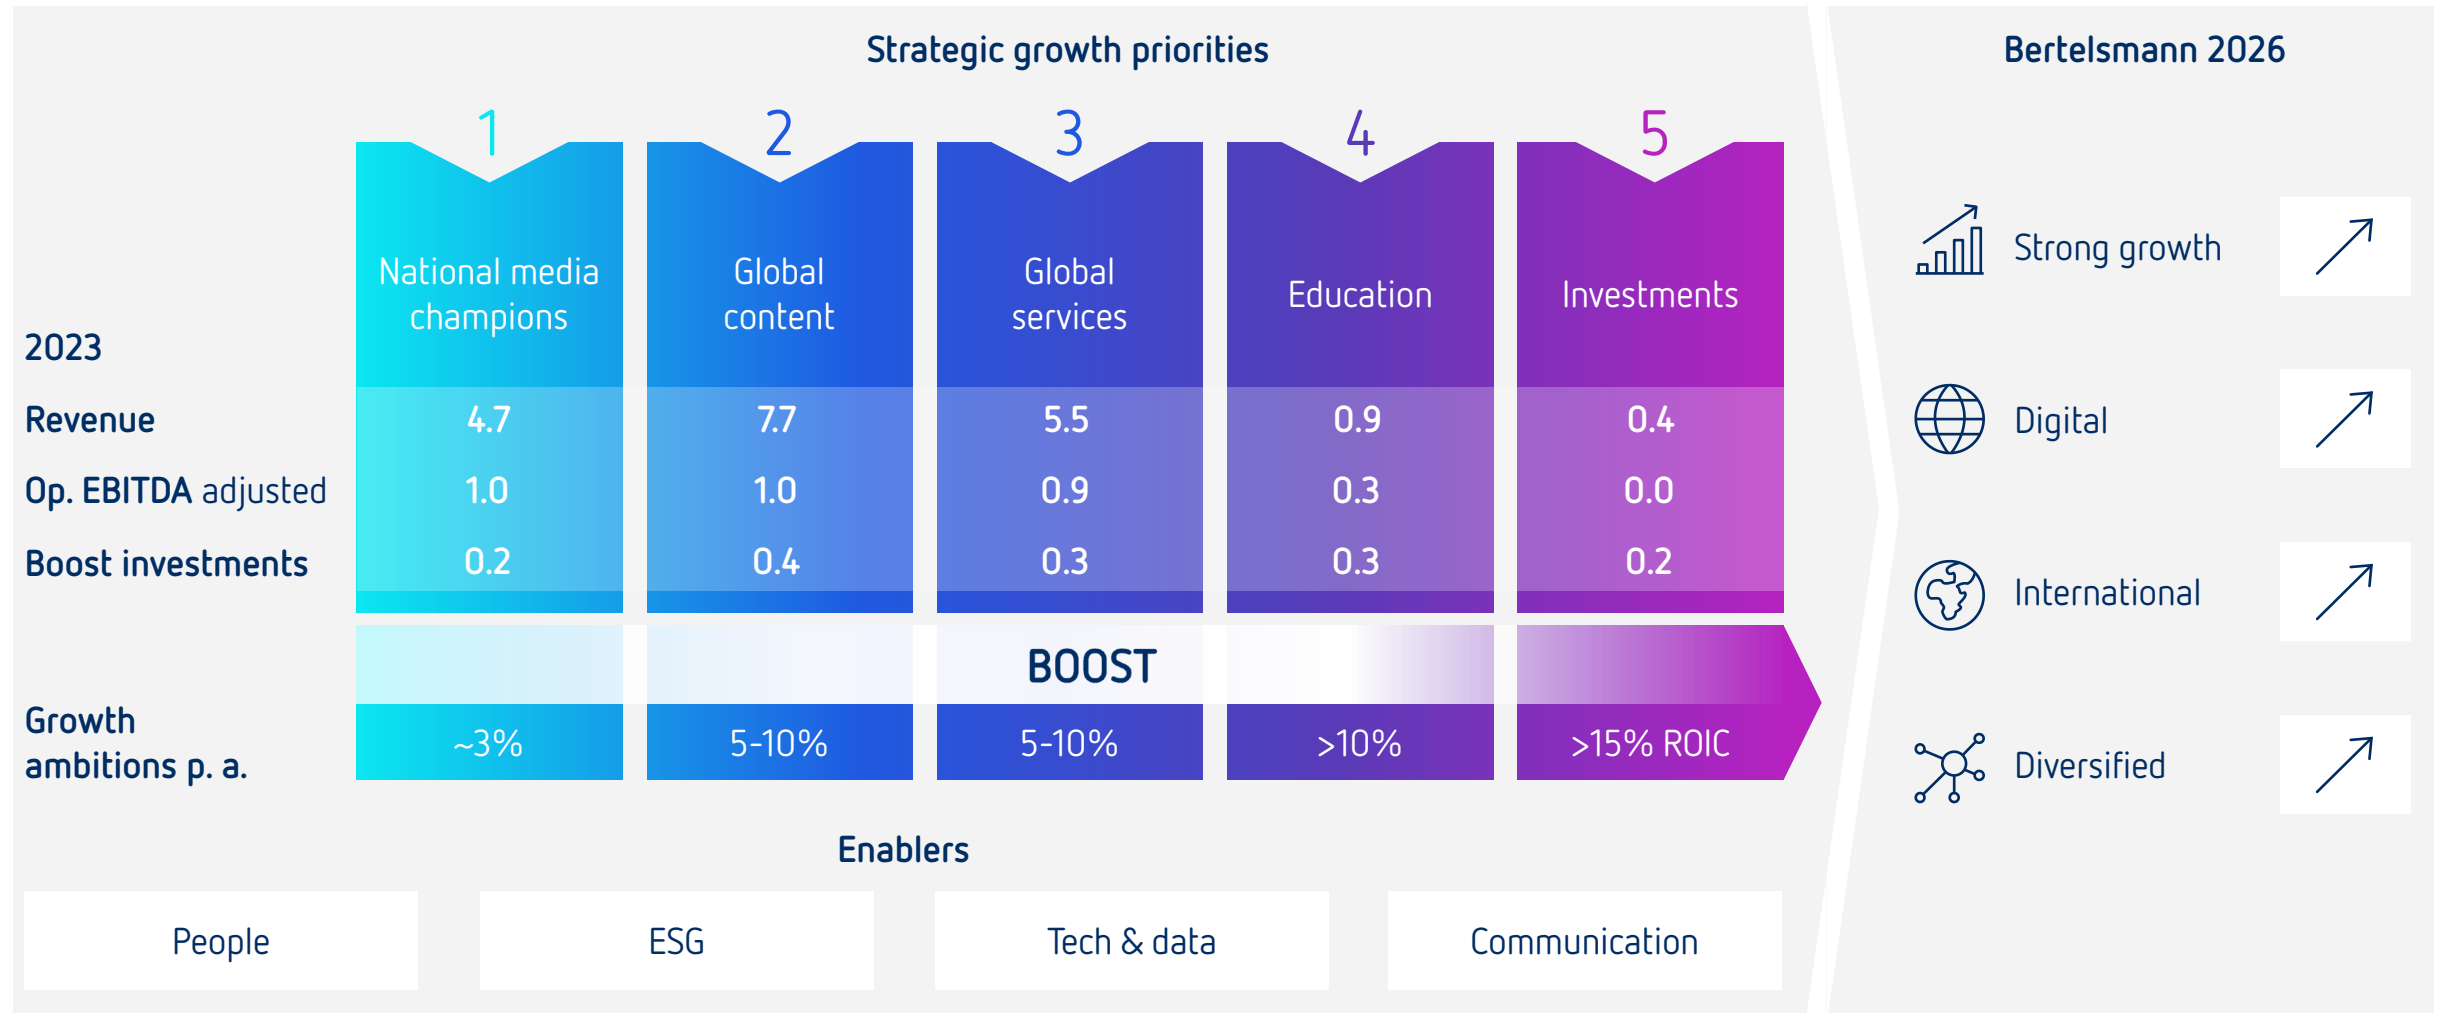 Strategic growth priorities
Bertelsmann 2026
1 2 3 4 5
National media champions
Global content
Global services
Education
Investments
2023
Revenue 4.7 7.7 5.5 0.9 0.4
Op. EBITDA adjusted 1.0 1.0 0.9 0.3 0.0
Boost investments 0.2 0.4 0.3 0.3 0.2
BOOST
Growth
ambitions p. a. ~3% 5-10% 5-10% >10% >15% ROIC
Enablers
People ESG Tech & data Communication
Strong growth
Digital
International
Diversified